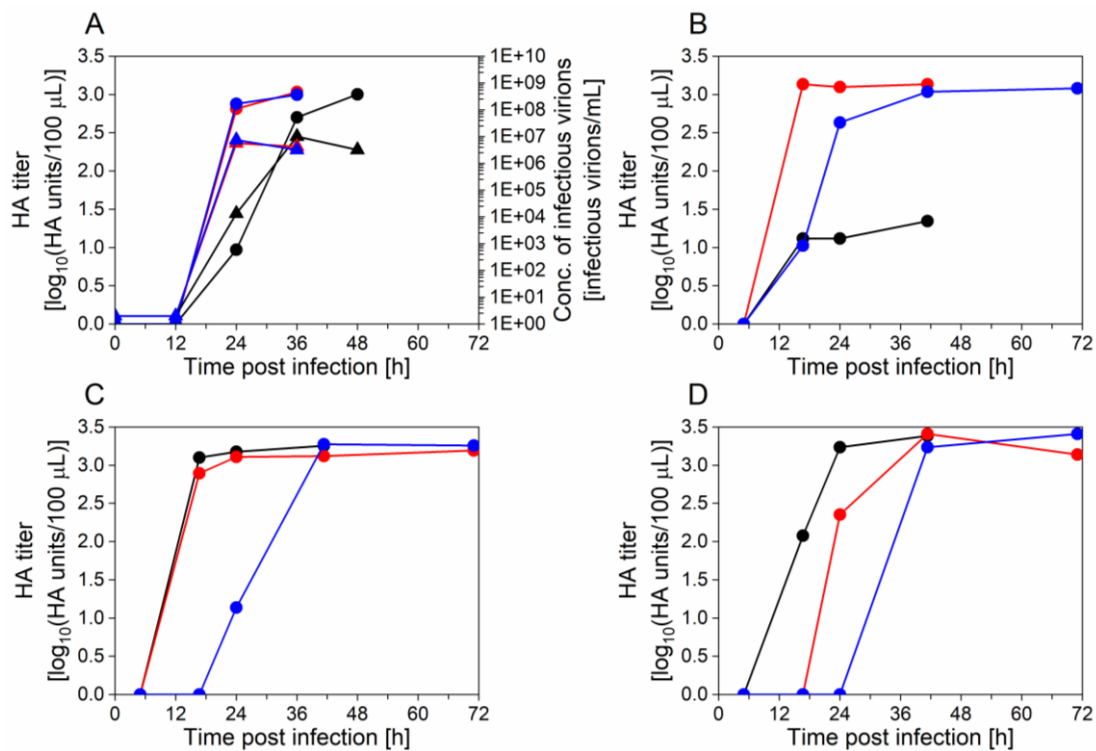 A
HA titer
[log₁₀(HA units/100 µL)]
3.5
3.0
2.5
2.0
1.5
1.0
0.5
0.0
1E+10
1E+09
1E+08
1E+07
1E+06
1E+05
1E+04
1E+03
1E+02
1E+01
1E+00
Conc. of infectious virions
[infectious virions/mL]
0 12 24 36 48 60 72
Time post infection [h]
B
HA titer
[log₁₀(HA units/100 µL)]
3.5
3.0
2.5
2.0
1.5
1.0
0.5
0.0
0 12 24 36 48 60 72
Time post infection [h]
C
HA titer
[log₁₀(HA units/100 µL)]
3.5
3.0
2.5
2.0
1.5
1.0
0.5
0.0
0 12 24 36 48 60 72
Time post infection [h]
D
HA titer
[log₁₀(HA units/100 µL)]
3.5
3.0
2.5
2.0
1.5
1.0
0.5
0.0
0 12 24 36 48 60 72
Time post infection [h]